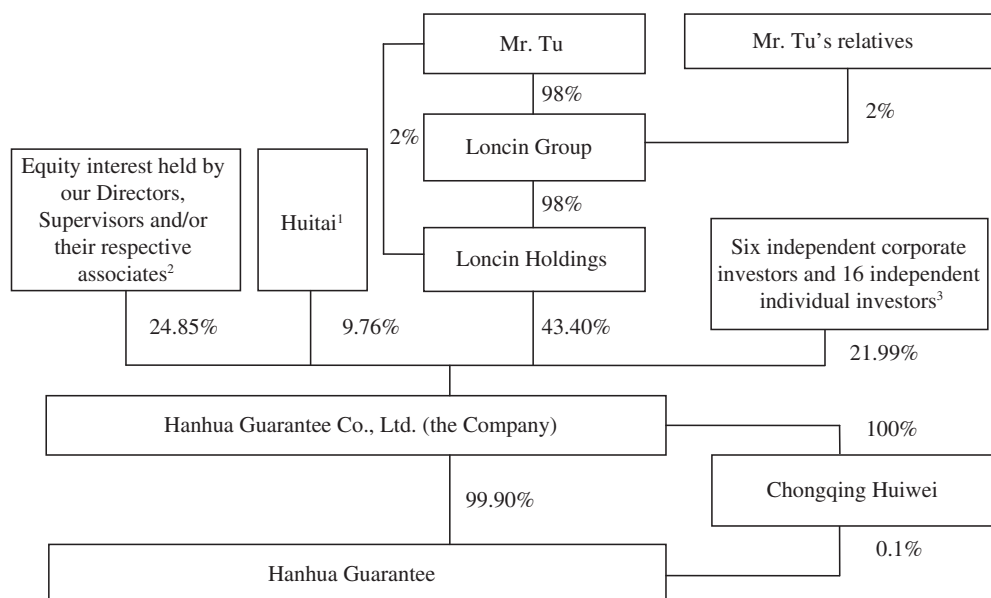 Mr. Tu
Mr. Tu's relatives
98%
2%
2%
Loncin Group
Equity interest held by
our Directors,
Supervisors and/or
their respective
associates²
Huitai¹
98%
Loncin Holdings
Six independent corporate
investors and 16 independent
individual investors³
24.85%
9.76%
43.40%
21.99%
Hanhua Guarantee Co., Ltd. (the Company)
100%
Chongqing Huiwei
99.90%
0.1%
Hanhua Guarantee